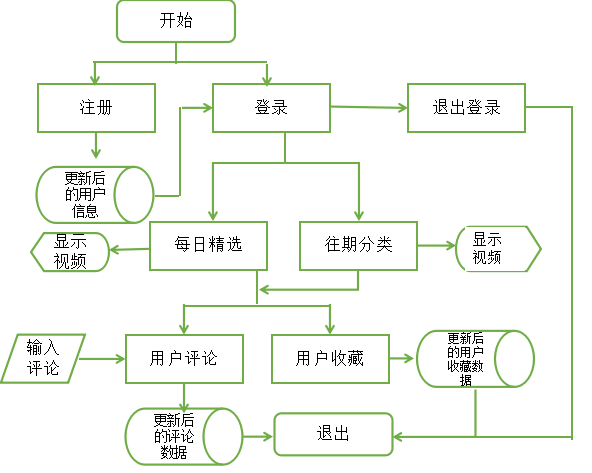 开始
注册
登录
退出登录
更新后
的用户
信息
每日精选
往期分类
显示
视频
显示
视频
输入
评论
用户评论
用户收藏
更新后
的用户
收藏数
据
更新后
的评论
数据
退出